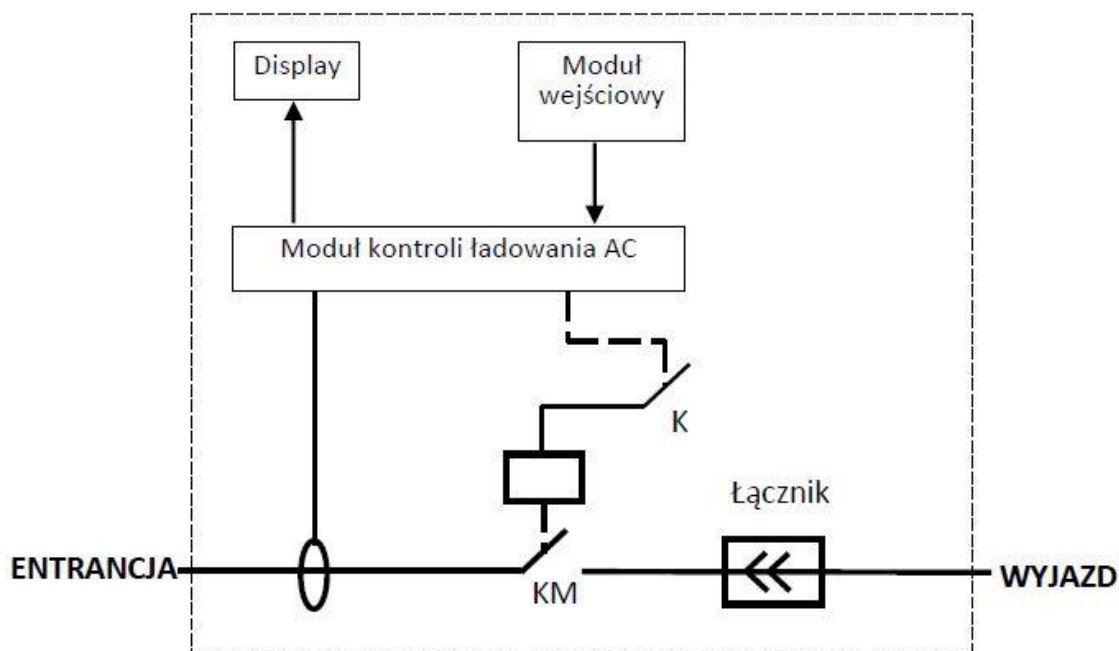 Display
Moduł
wejściowy
Moduł kontroli ładowania AC
K
Łącznik
ENTRANCJA
KM
WYJAZD